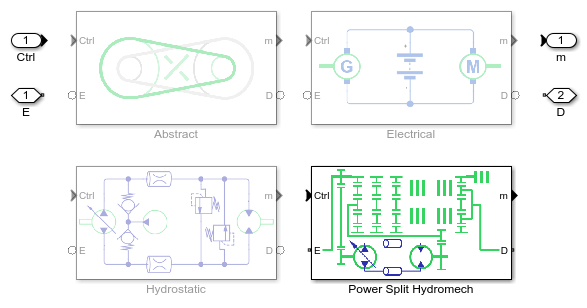 1
Ctrl
1
E
Ctrl
m
E
D
Abstract
Ctrl
m
G
M
E
D
Electrical
1
m
2
D
Ctrl
m
E
D
Hydrostatic
Ctrl
m
E
D
Power Split Hydromech